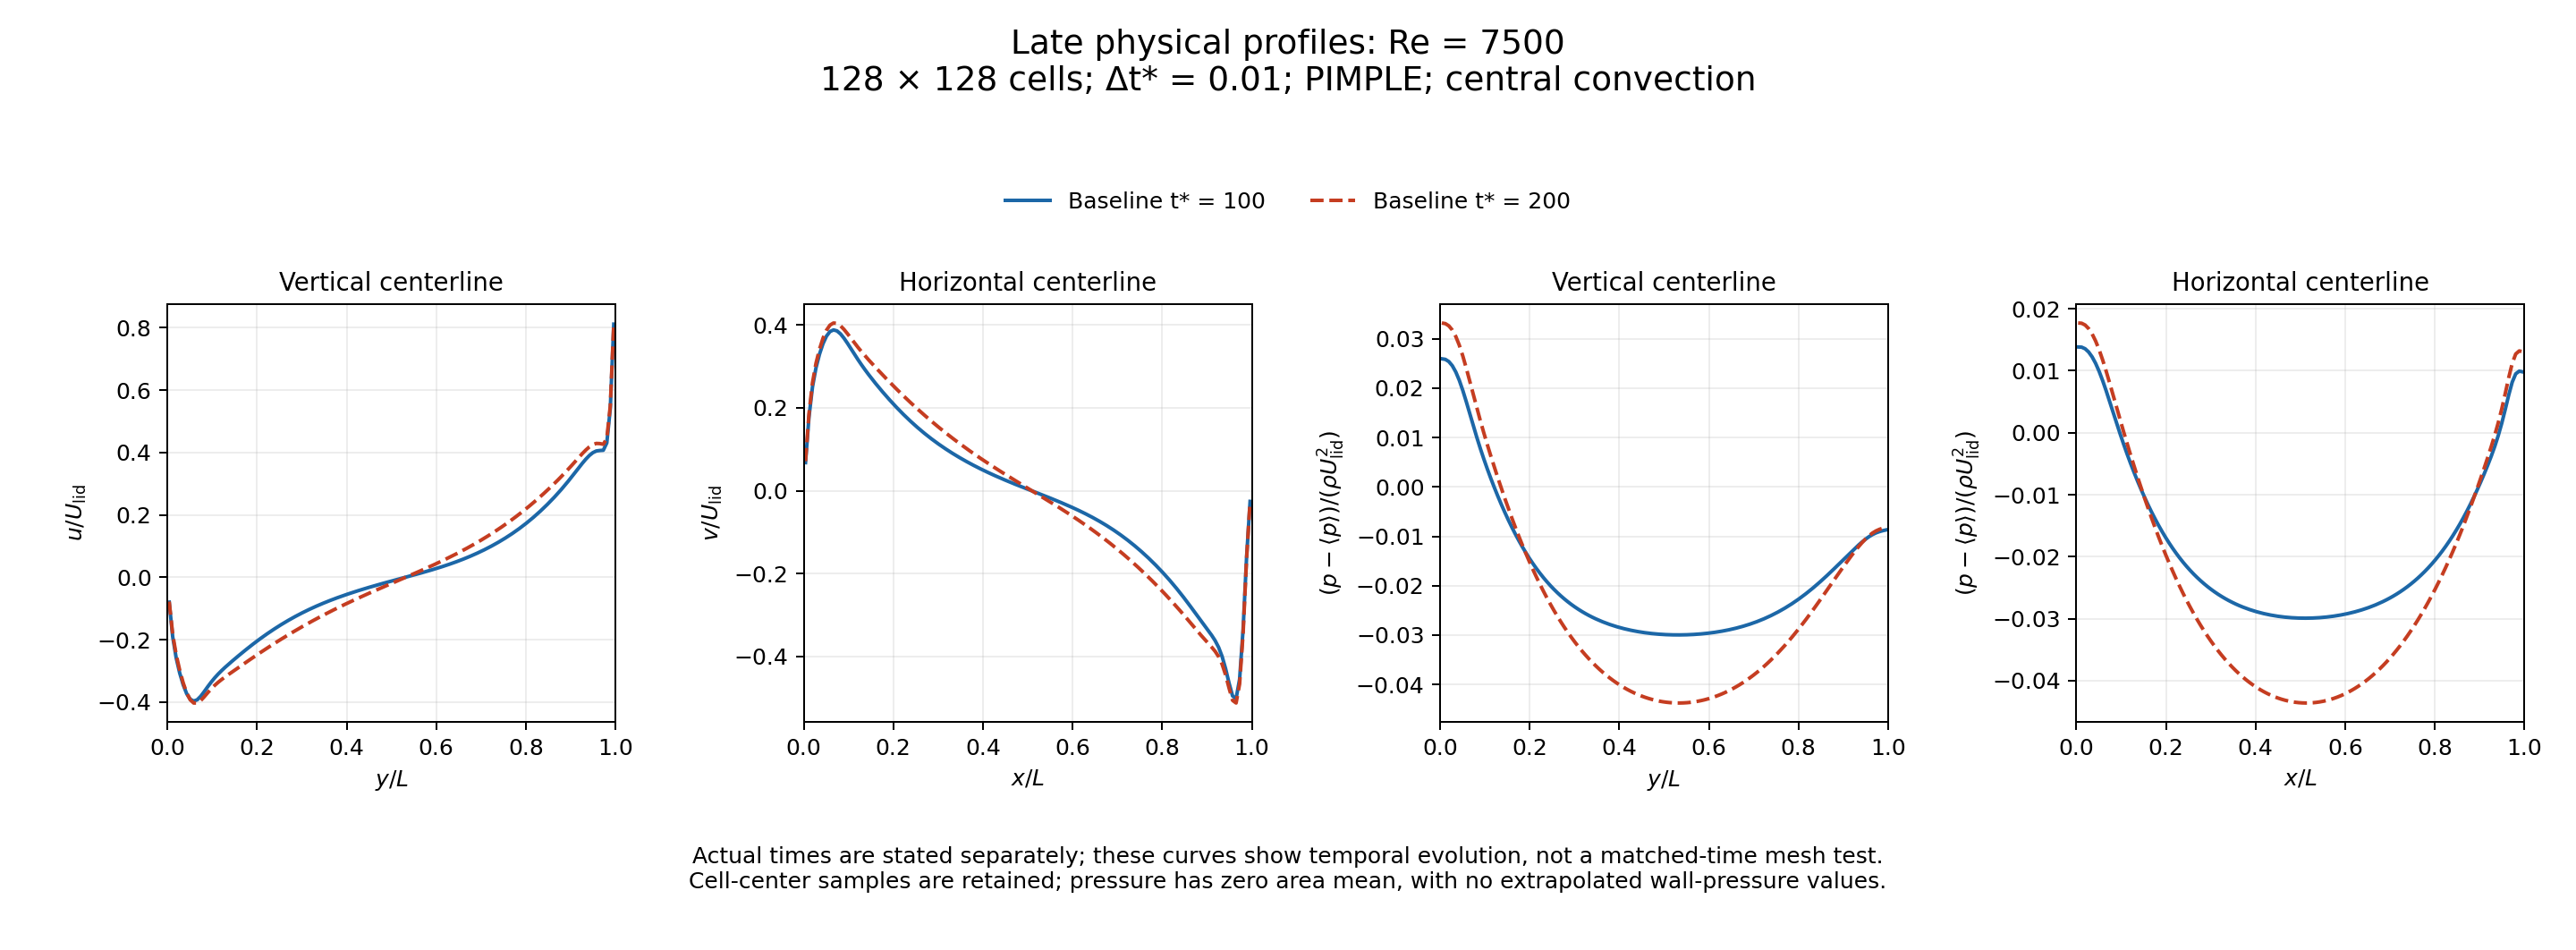 Late physical profiles: Re = 7500
128 × 128 cells; Δt* = 0.01; PIMPLE; central convection
Baseline t* = 100
Baseline t* = 200
Vertical centerline
0.8
0.6
0.4
0.2
0.0
−0.2
−0.4
u/U_lid
0.0 0.2 0.4 0.6 0.8 1.0
y/L
Horizontal centerline
0.4
0.2
0.0
−0.2
−0.4
v/U_lid
0.0 0.2 0.4 0.6 0.8 1.0
x/L
Vertical centerline
0.03
0.02
0.01
0.00
−0.01
−0.02
−0.03
−0.04
(p − ⟨p⟩)/(ρU²_lid)
0.0 0.2 0.4 0.6 0.8 1.0
y/L
Horizontal centerline
0.02
0.01
0.00
−0.01
−0.02
−0.03
−0.04
(p − ⟨p⟩)/(ρU²_lid)
0.0 0.2 0.4 0.6 0.8 1.0
x/L
Actual times are stated separately; these curves show temporal evolution, not a matched-time mesh test.
Cell-center samples are retained; pressure has zero area mean, with no extrapolated wall-pressure values.